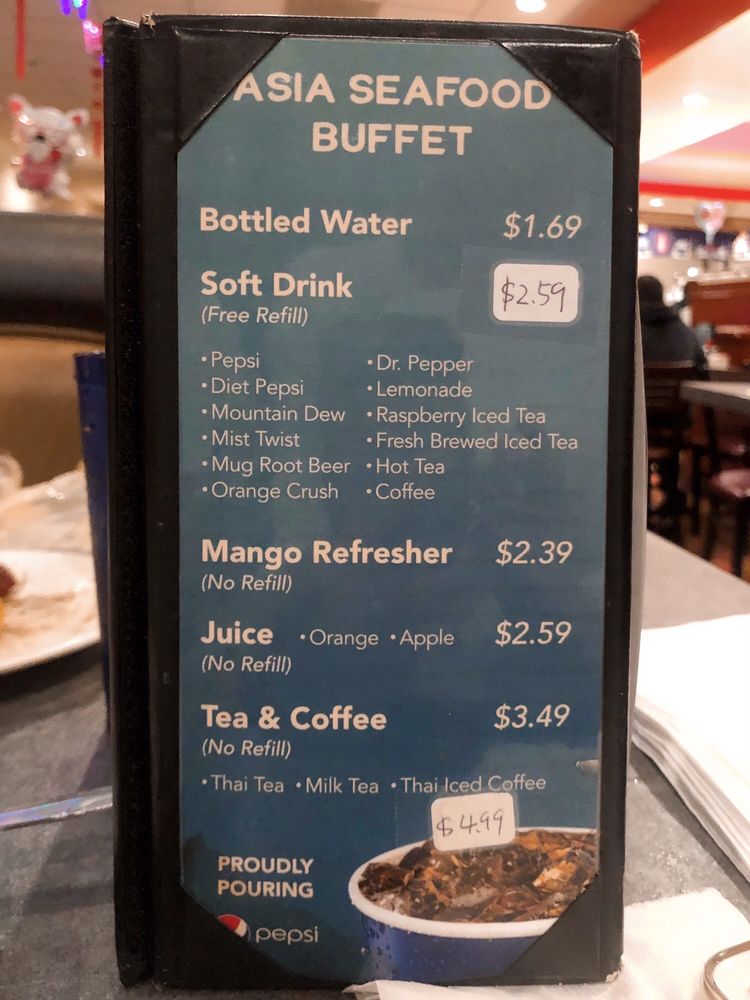 ASIA SEAFOOD
BUFFET
Bottled Water $1.69
Soft Drink $2.59
(Free Refill)
•Pepsi •Dr. Pepper
•Diet Pepsi •Lemonade
•Mountain Dew •Raspberry Iced Tea
•Mist Twist •Fresh Brewed Iced Tea
•Mug Root Beer •Hot Tea
•Orange Crush •Coffee
Mango Refresher $2.39
(No Refill)
Juice •Orange •Apple $2.59
(No Refill)
Tea & Coffee $3.49
(No Refill)
•Thai Tea •Milk Tea •Thai Iced Coffee
$4.99
PROUDLY
POURING
pepsi